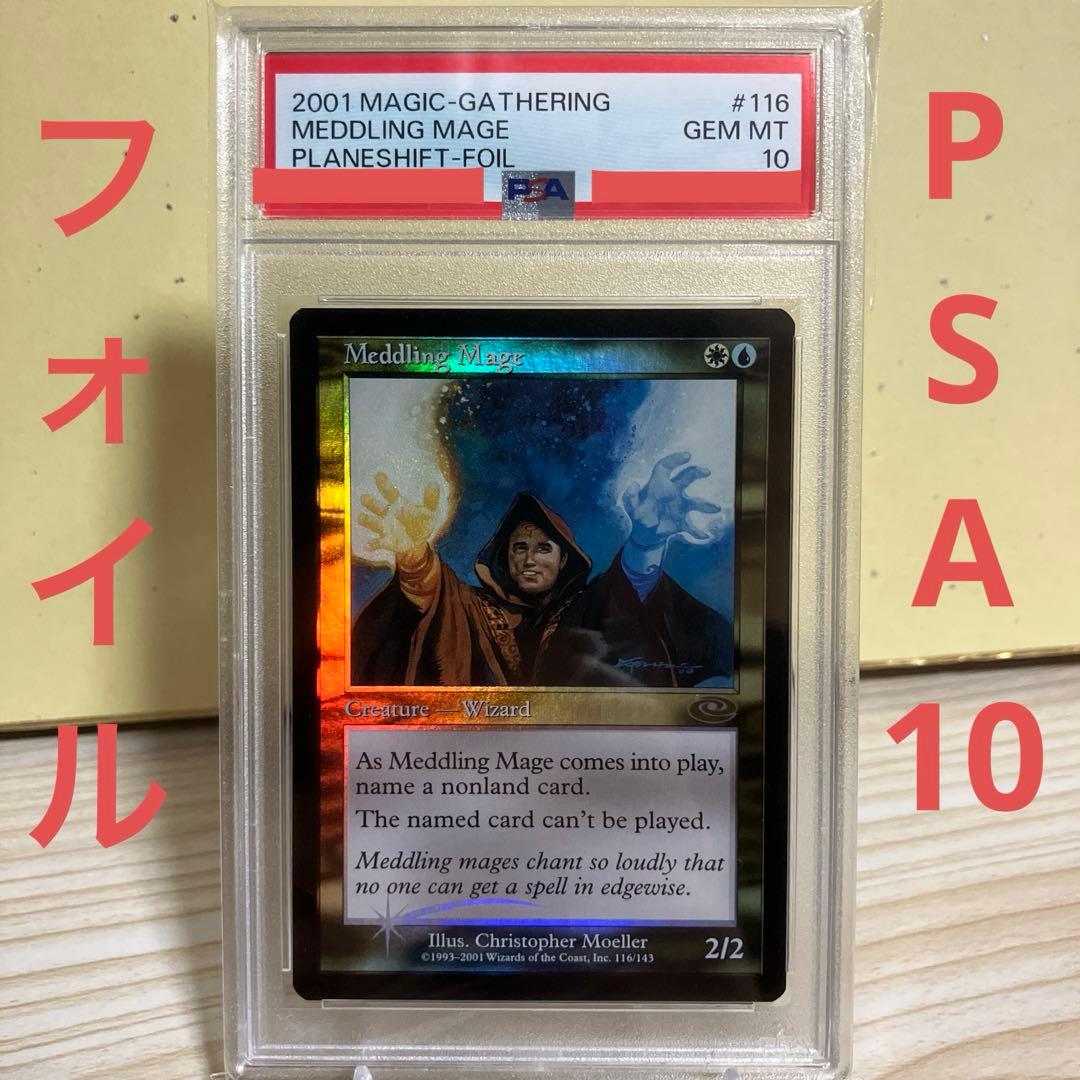 フォイル
PSA10
2001 MAGIC-GATHERING #116
MEDDLING MAGE GEM MT
PLANESHIFT-FOIL 10
PSA
Meddling Mage
Creature — Wizard
As Meddling Mage comes into play,
name a nonland card.
The named card can't be played.
Meddling mages chant so loudly that
no one can get a spell in edgewise.
Illus. Christopher Moeller
©1993–2001 Wizards of the Coast, Inc. 116/143
2/2